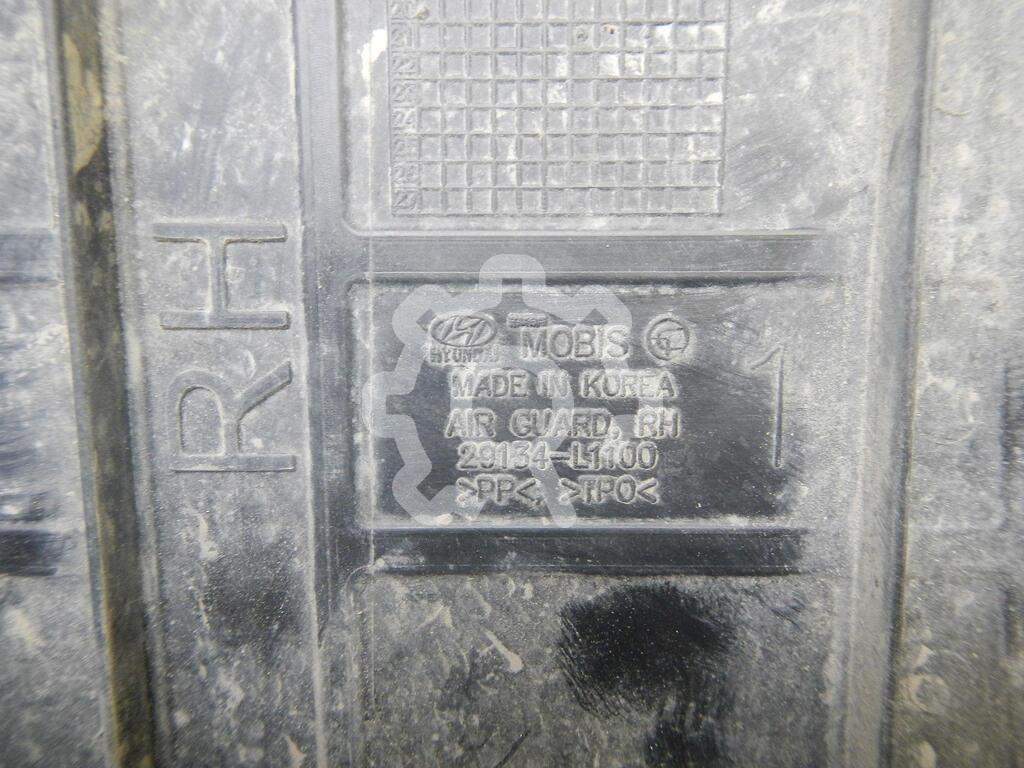 RH
HYUNDAI MOBIS
MADE IN KOREA
AIR GUARD, RH
29134-L1100
>PP<, >TPO<
1